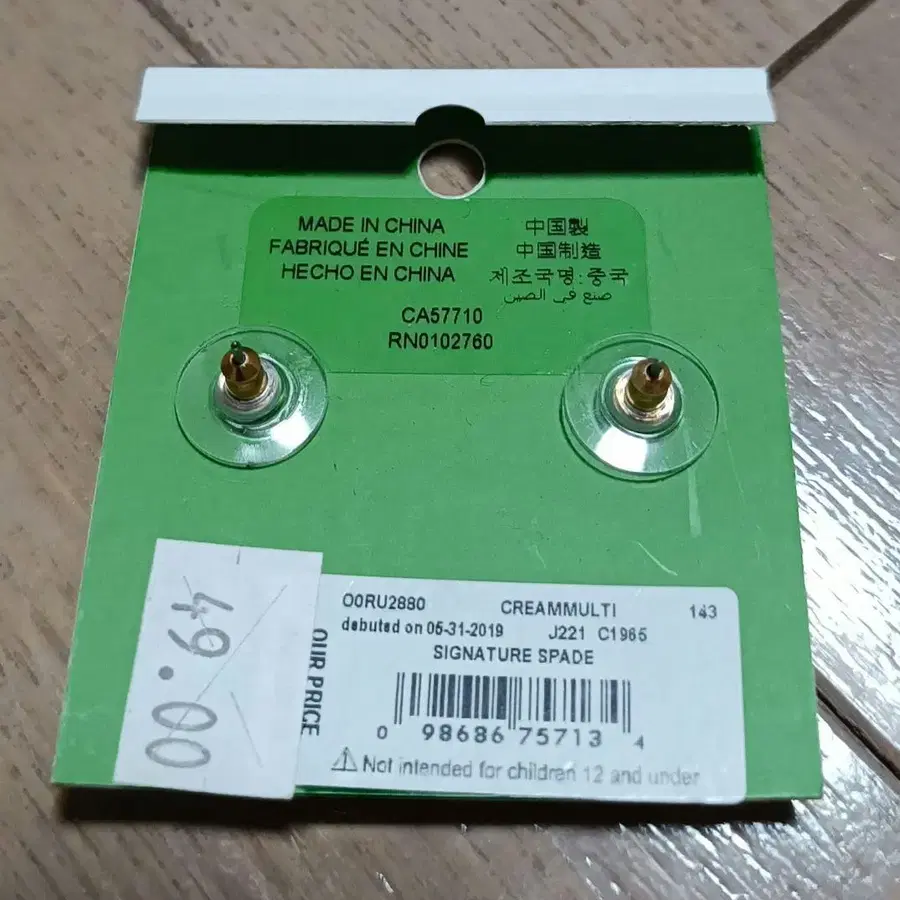 MADE IN CHINA
FABRIQUÉ EN CHINE
HECHO EN CHINA
中国製
中国制造
제조국명:중국
صنع في الصين
CA57710
RN0102760
49.00
OUR PRICE
O0RU2880 CREAMMULTI 143
debuted on 05-31-2019 J221 C1965
SIGNATURE SPADE
0 98686 75713 4
⚠ Not intended for children 12 and under